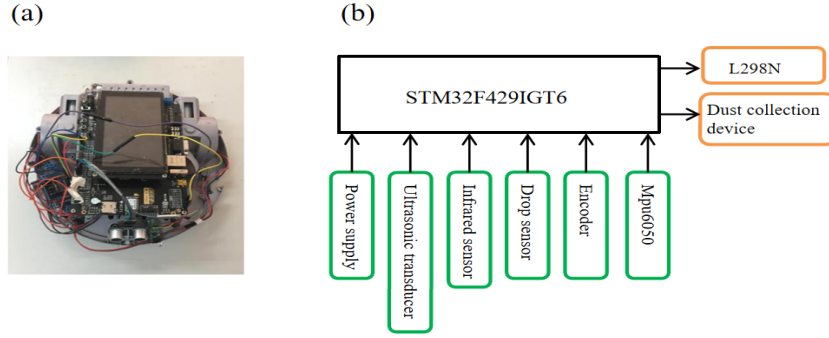 (a)
(b)
STM32F429IGT6
L298N
Dust collection
device
Power supply
Ultrasonic transducer
Infrared sensor
Drop sensor
Encoder
Mpu6050